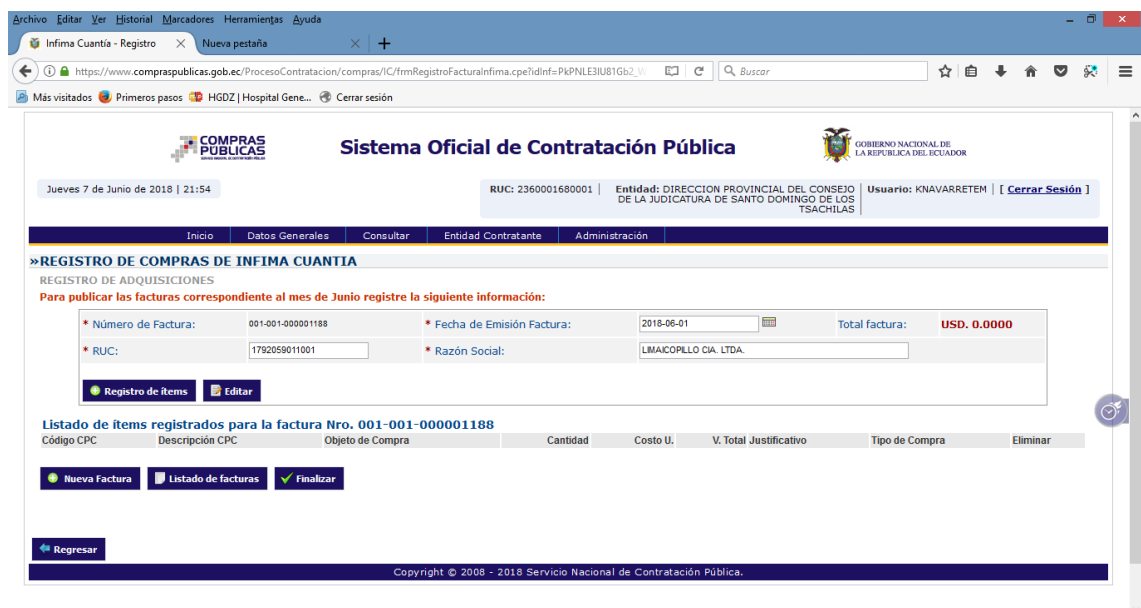 Archivo Editar Ver Historial Marcadores Herramientas Ayuda
Infima Cuantía - Registro
Nueva pestaña
https://www.compraspublicas.gob.ec/ProcesoContratacion/compras/IC/frmRegistroFacturaInfima.cpe?idInf=PkPNLE3IU81Gb2_W
Buscar
Más visitados Primeros pasos HGDZ | Hospital Gene... Cerrar sesión
COMPRAS PÚBLICAS
Sistema Oficial de Contratación Pública
GOBIERNO NACIONAL DE
LA REPUBLICA DEL ECUADOR
Jueves 7 de Junio de 2018 | 21:54
RUC: 2360001680001 | Entidad: DIRECCION PROVINCIAL DEL CONSEJO
DE LA JUDICATURA DE SANTO DOMINGO DE LOS
TSACHILAS
Usuario: KNAVARRETEM | [ Cerrar Sesión ]
Inicio Datos Generales Consultar Entidad Contratante Administración
»REGISTRO DE COMPRAS DE INFIMA CUANTIA
REGISTRO DE ADQUISICIONES
Para publicar las facturas correspondiente al mes de Junio registre la siguiente información:
* Número de Factura: 001-001-000001188 * Fecha de Emisión Factura: 2018-06-01 Total factura: USD. 0.0000
* RUC: 1792059011001 * Razón Social: LIMAICOPILLO CIA. LTDA.
Registro de ítems Editar
Listado de ítems registrados para la factura Nro. 001-001-000001188
Código CPC Descripción CPC Objeto de Compra Cantidad Costo U. V. Total Justificativo Tipo de Compra Eliminar
Nueva Factura Listado de facturas Finalizar
Regresar
Copyright © 2008 - 2018 Servicio Nacional de Contratación Pública.